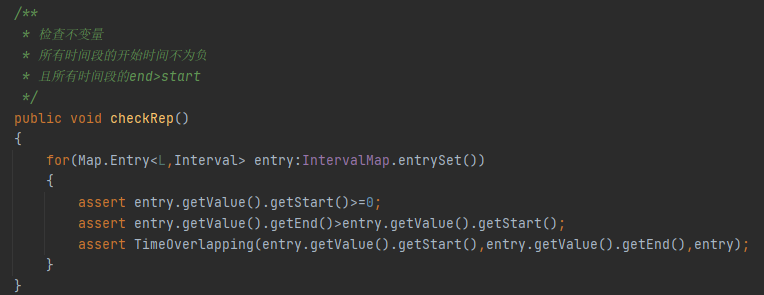 /**
 * 检查不变量
 * 所有时间段的开始时间不为负
 * 且所有时间段的end>start
 */
public void checkRep()
{
    for(Map.Entry<L,Interval> entry:IntervalMap.entrySet())
    {
        assert entry.getValue().getStart()>=0;
        assert entry.getValue().getEnd()>entry.getValue().getStart();
        assert TimeOverlapping(entry.getValue().getStart(),entry.getValue().getEnd(),entry);
    }
}